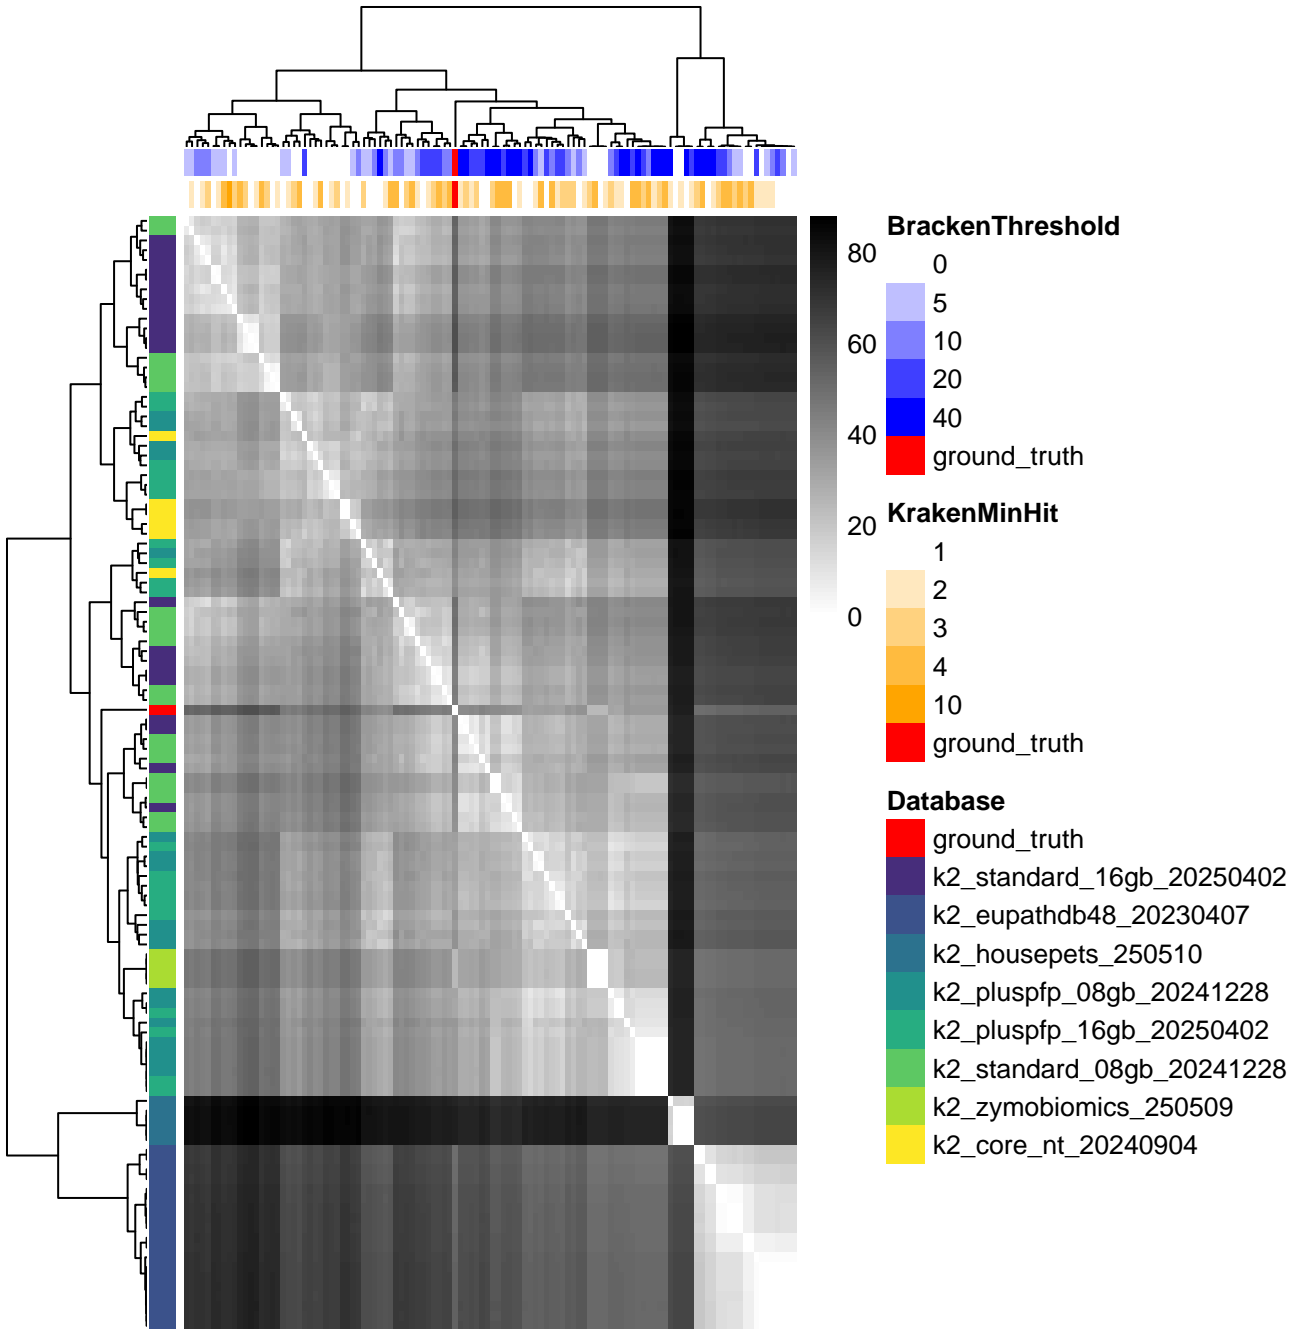 80
60
40
20
0
BrackenThreshold
0
5
10
20
40
ground_truth
KrakenMinHit
1
2
3
4
10
ground_truth
Database
ground_truth
k2_standard_16gb_20250402
k2_eupathdb48_20230407
k2_housepets_250510
k2_pluspfp_08gb_20241228
k2_pluspfp_16gb_20250402
k2_standard_08gb_20241228
k2_zymobiomics_250509
k2_core_nt_20240904